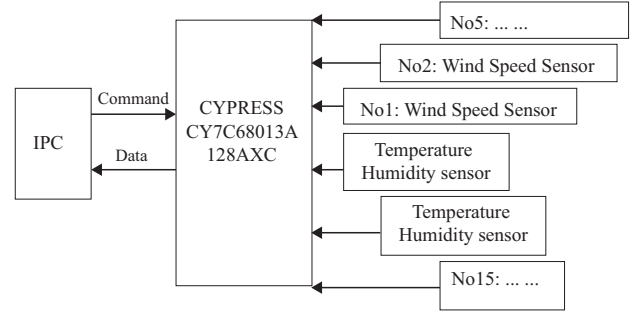 No5: ... ...
No2: Wind Speed Sensor
No1: Wind Speed Sensor
Command
IPC
Data
CYPRESS
CY7C68013A
128AXC
Temperature
Humidity sensor
Temperature
Humidity sensor
No15: ... ...